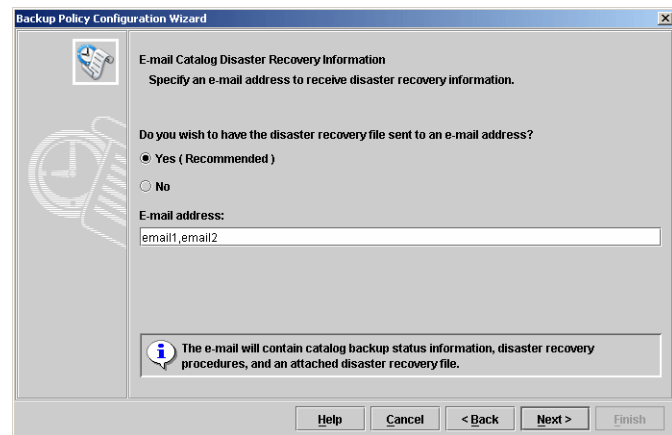 Backup Policy Configuration Wizard
E-mail Catalog Disaster Recovery Information
Specify an e-mail address to receive disaster recovery information.
Do you wish to have the disaster recovery file sent to an e-mail address?
Yes ( Recommended )
No
E-mail address:
email1,email2
The e-mail will contain catalog backup status information, disaster recovery
procedures, and an attached disaster recovery file.
Help Cancel < Back Next > Finish